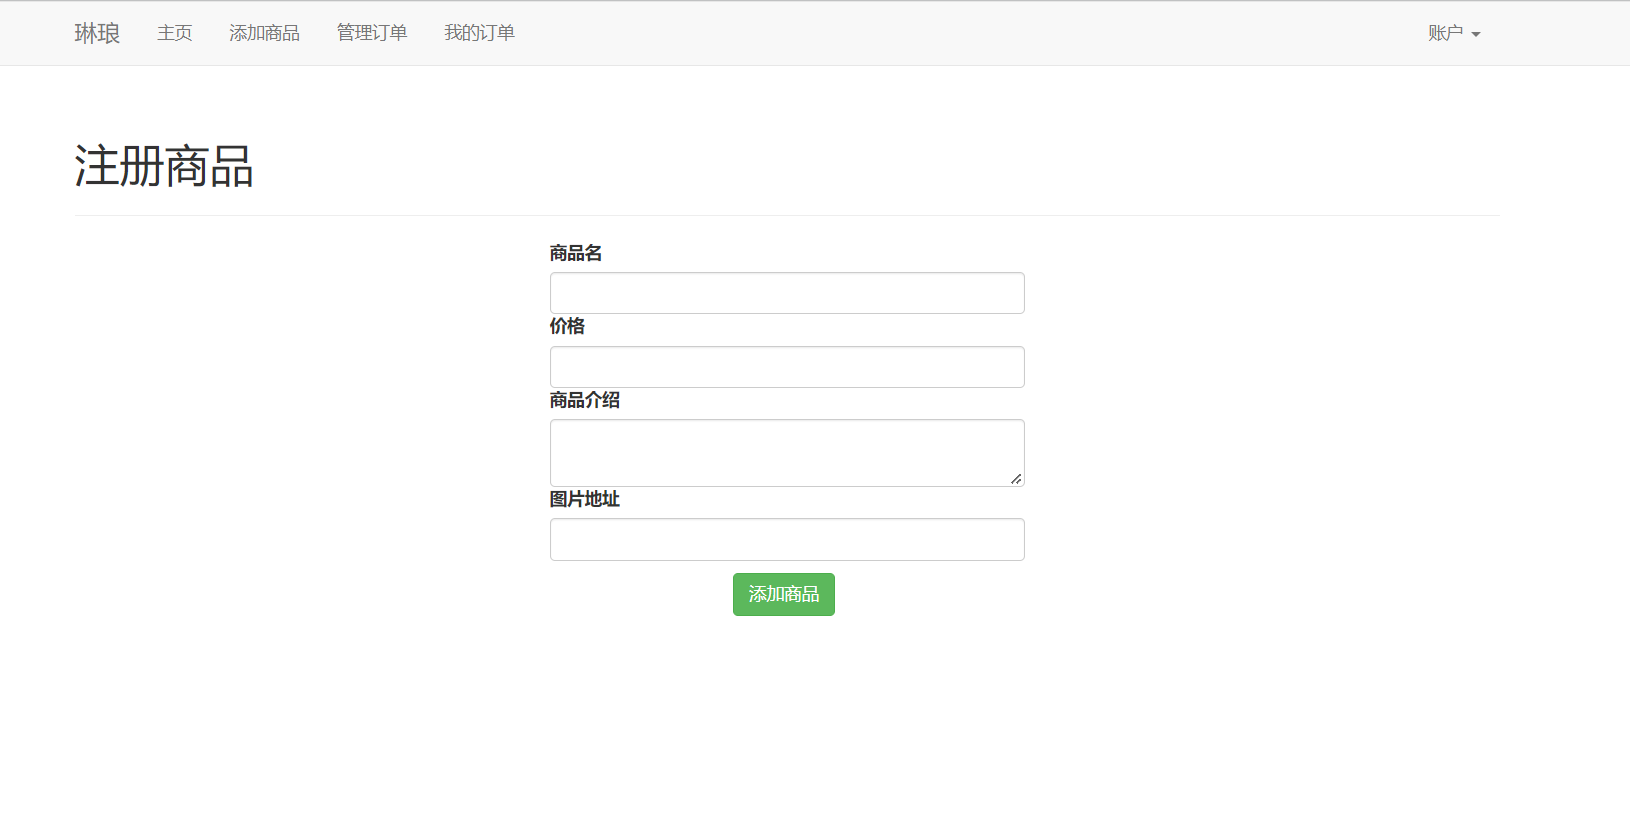 琳琅 主页 添加商品 管理订单 我的订单 账户
注册商品
商品名
价格
商品介绍
图片地址
添加商品